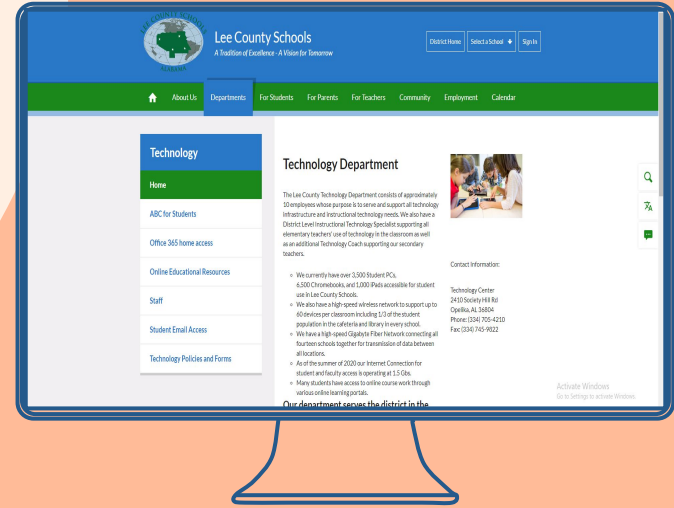 LEE COUNTY SCHOOLS
ALABAMA
Lee County Schools
A Tradition of Excellence - A Vision for Tomorrow
District Home
Select a School
Sign In
About Us
Departments
For Students
For Parents
For Teachers
Community
Employment
Calendar
Technology
Home
ABC for Students
Office 365 home access
Online Educational Resources
Staff
Student Email Access
Technology Policies and Forms
Technology Department
The Lee County Technology Department consists of approximately
10 employees whose purpose is to serve and support all technology
infrastructure and instructional technology needs. We also have a
District Level Instructional Technology Specialist supporting all
elementary teachers' use of technology in the classroom as well
as an additional Technology Coach supporting our secondary
teachers.
We currently have over 3,500 Student PCs,
6,500 Chromebooks, and 1,000 IPads accessible for student
use in Lee County Schools.
We also have a high-speed wireless network to support up to
60 devices per classroom including 1/3 of the student
population in the cafeteria and library in every school.
We have a high-speed Gigabyte Fiber Network connecting all
fourteen schools together for transmission of data between
all locations.
As of the summer of 2020 our Internet Connection for
student and faculty access is operating at 1.5 Gbs.
Many students have access to online course work through
various online learning portals.
Our department serves the district in the
Contact Information:
Technology Center
2410 Society Hill Rd
Opelika, AL 36804
Phone: (334) 705-4210
Fax: (334) 745-9822
Activate Windows
Go to Settings to activate Windows.